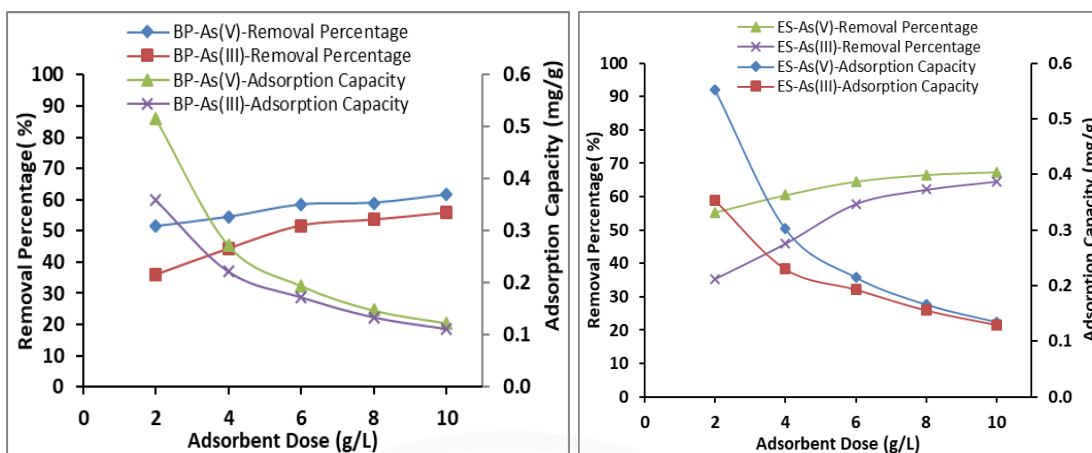 BP-As(V)-Removal Percentage
BP-As(III)-Removal Percentage
BP-As(V)-Adsorption Capacity
BP-As(III)-Adsorption Capacity
100
90
80
70
60
50
40
30
20
10
0
Removal Percentage( %)
0.6
0.5
0.4
0.3
0.2
0.1
0.0
Adsorption Capacity (mg/g)
0 2 4 6 8 10
Adsorbent Dose (g/L)
ES-As(V)-Removal Percentage
ES-As(III)-Removal Percentage
ES-As(V)-Adsorption Capacity
ES-As(III)-Adsorption Capacity
100
90
80
70
60
50
40
30
20
10
0
Removal Percentage( %)
0.6
0.5
0.4
0.3
0.2
0.1
0.0
Adsorption Capacity (mg/g)
0 2 4 6 8 10
Adsorbent Dose (g/L)